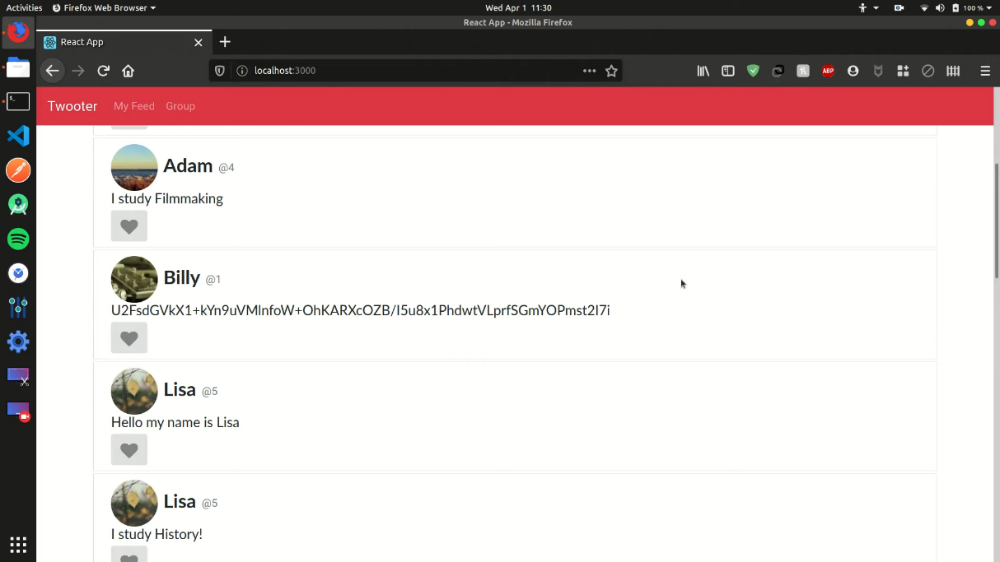 Activities Firefox Web Browser Wed Apr 1 11:30 100 %
React App - Mozilla Firefox
React App
localhost:3000
ABP
Twooter My Feed Group
Adam @4
I study Filmmaking
Billy @1
U2FsdGVkX1+kYn9uVMlnfoW+OhKARXcOZB/I5u8x1PhdwtVLprfSGmYOPmst2I7i
Lisa @5
Hello my name is Lisa
Lisa @5
I study History!